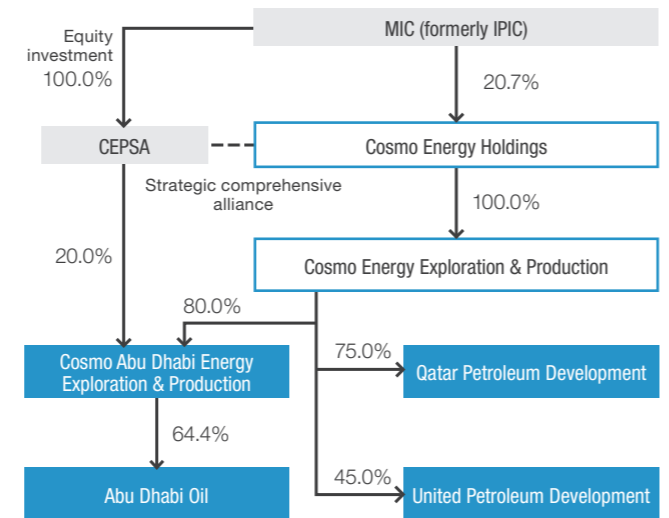 MIC (formerly IPIC)
Equity
investment
100.0%
20.7%
CEPSA
Cosmo Energy Holdings
Strategic comprehensive
alliance
100.0%
20.0%
Cosmo Energy Exploration & Production
80.0%
Cosmo Abu Dhabi Energy
Exploration & Production
75.0%
Qatar Petroleum Development
64.4%
Abu Dhabi Oil
45.0%
United Petroleum Development